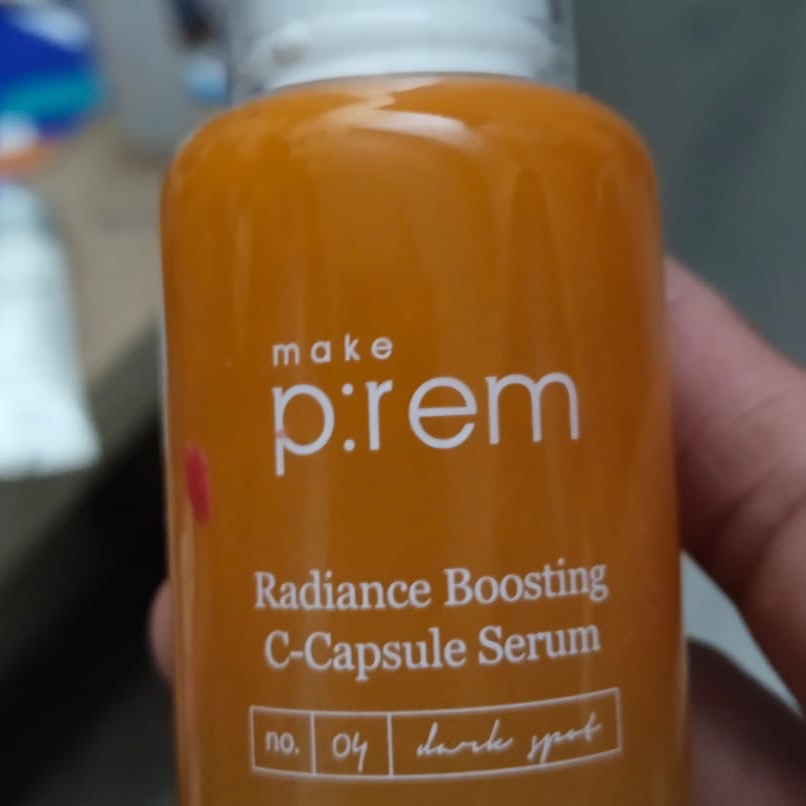 make
p:rem
Radiance Boosting
C-Capsule Serum
no. 04 dark spot